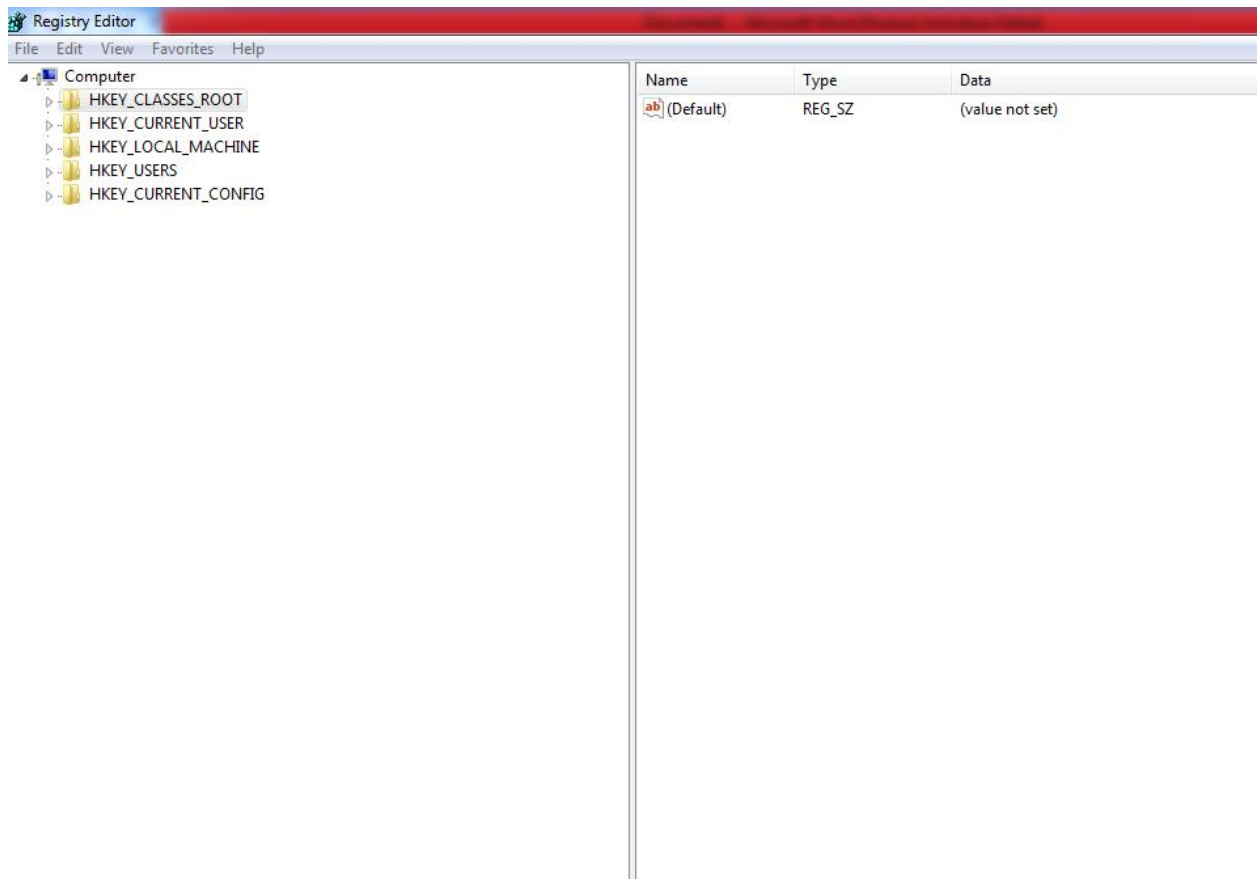 Registry Editor
File Edit View Favorites Help
Computer
HKEY_CLASSES_ROOT
HKEY_CURRENT_USER
HKEY_LOCAL_MACHINE
HKEY_USERS
HKEY_CURRENT_CONFIG
Name Type Data
ab (Default) REG_SZ (value not set)